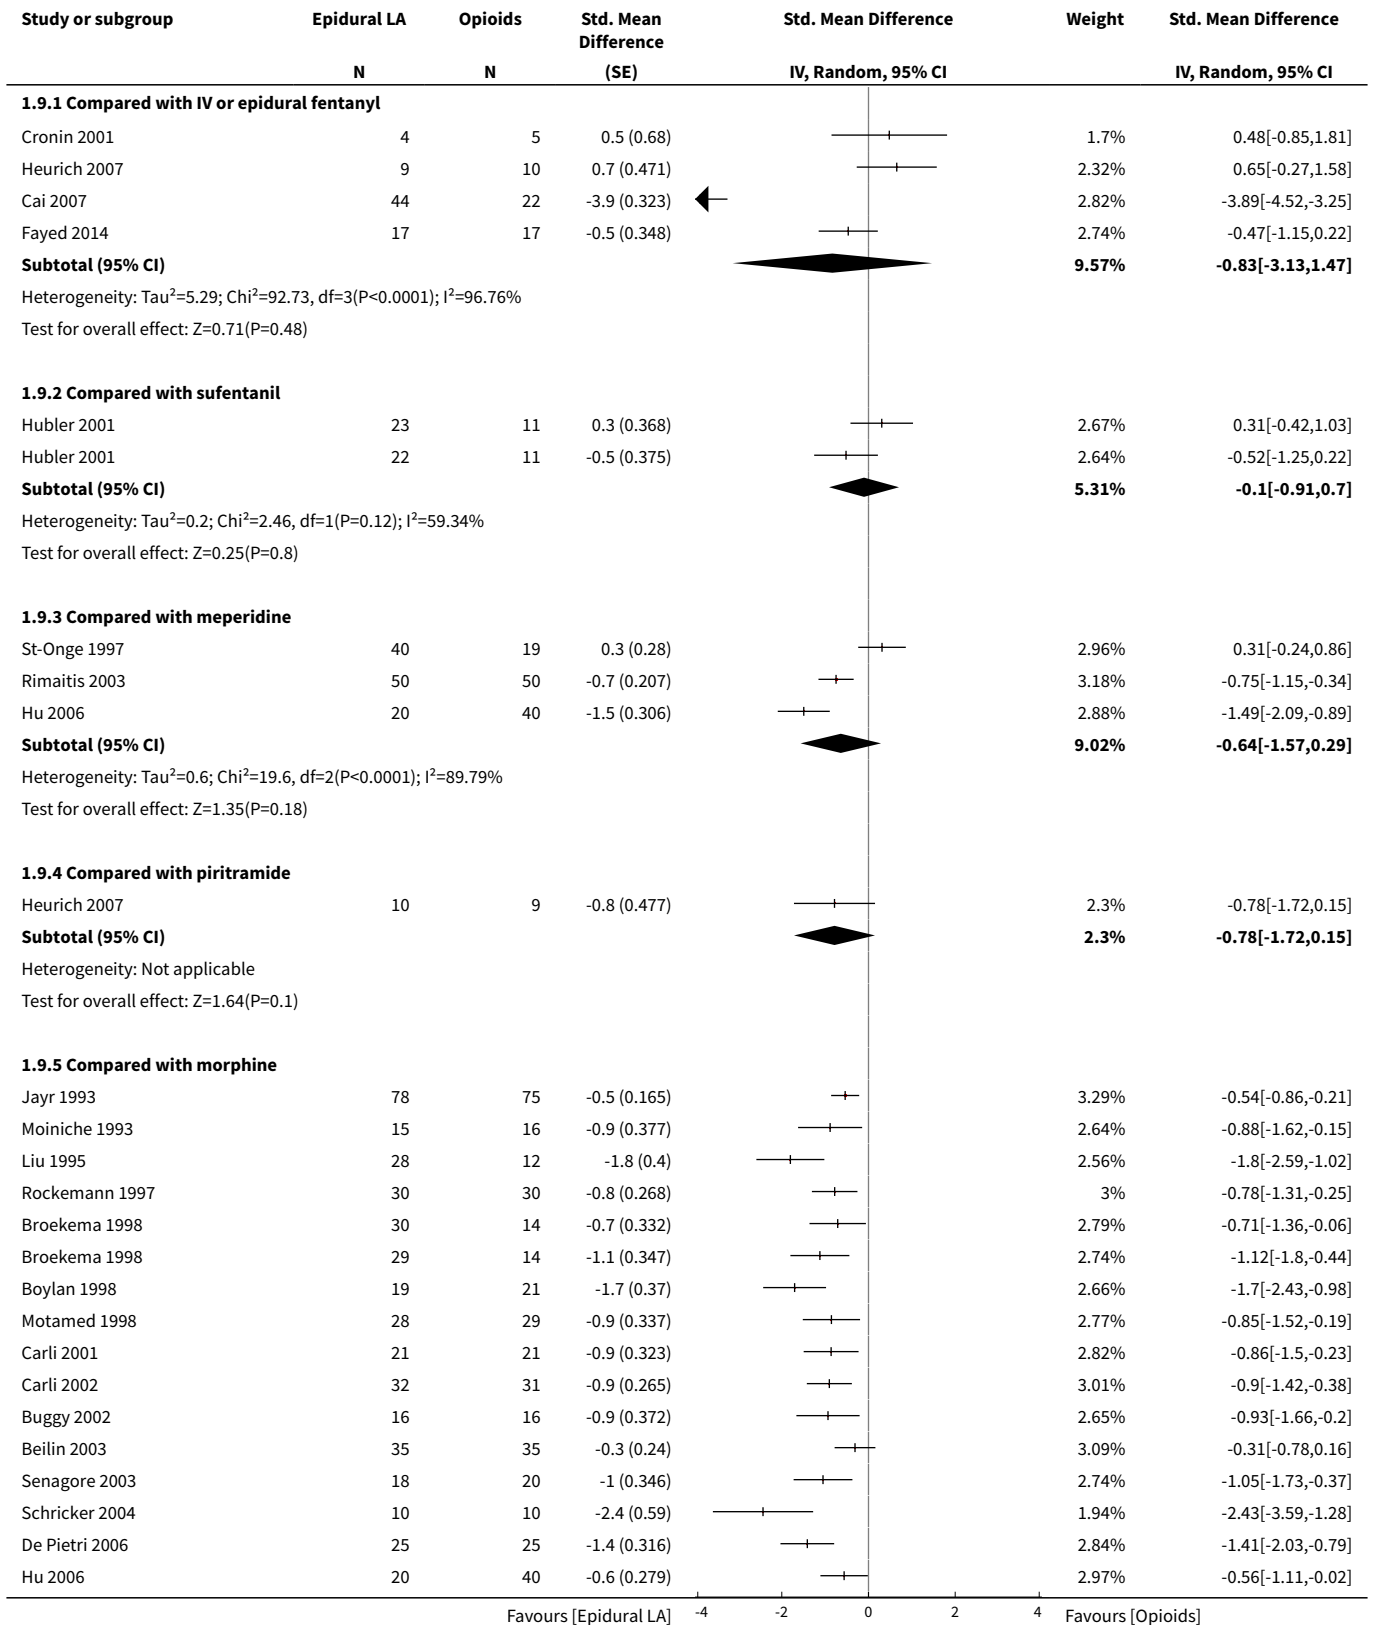 Study or subgroup Epidural LA Opioids Std. Mean Difference Std. Mean Difference Weight Std. Mean Difference
N N (SE) IV, Random, 95% CI IV, Random, 95% CI
1.9.1 Compared with IV or epidural fentanyl
Cronin 2001 4 5 0.5 (0.68) 1.7% 0.48[-0.85,1.81]
Heurich 2007 9 10 0.7 (0.471) 2.32% 0.65[-0.27,1.58]
Cai 2007 44 22 -3.9 (0.323) 2.82% -3.89[-4.52,-3.25]
Fayed 2014 17 17 -0.5 (0.348) 2.74% -0.47[-1.15,0.22]
Subtotal (95% CI) 9.57% -0.83[-3.13,1.47]
Heterogeneity: Tau²=5.29; Chi²=92.73, df=3(P<0.0001); I²=96.76%
Test for overall effect: Z=0.71(P=0.48)
1.9.2 Compared with sufentanil
Hubler 2001 23 11 0.3 (0.368) 2.67% 0.31[-0.42,1.03]
Hubler 2001 22 11 -0.5 (0.375) 2.64% -0.52[-1.25,0.22]
Subtotal (95% CI) 5.31% -0.1[-0.91,0.7]
Heterogeneity: Tau²=0.2; Chi²=2.46, df=1(P=0.12); I²=59.34%
Test for overall effect: Z=0.25(P=0.8)
1.9.3 Compared with meperidine
St-Onge 1997 40 19 0.3 (0.28) 2.96% 0.31[-0.24,0.86]
Rimaitis 2003 50 50 -0.7 (0.207) 3.18% -0.75[-1.15,-0.34]
Hu 2006 20 40 -1.5 (0.306) 2.88% -1.49[-2.09,-0.89]
Subtotal (95% CI) 9.02% -0.64[-1.57,0.29]
Heterogeneity: Tau²=0.6; Chi²=19.6, df=2(P<0.0001); I²=89.79%
Test for overall effect: Z=1.35(P=0.18)
1.9.4 Compared with piritramide
Heurich 2007 10 9 -0.8 (0.477) 2.3% -0.78[-1.72,0.15]
Subtotal (95% CI) 2.3% -0.78[-1.72,0.15]
Heterogeneity: Not applicable
Test for overall effect: Z=1.64(P=0.1)
1.9.5 Compared with morphine
Jayr 1993 78 75 -0.5 (0.165) 3.29% -0.54[-0.86,-0.21]
Moiniche 1993 15 16 -0.9 (0.377) 2.64% -0.88[-1.62,-0.15]
Liu 1995 28 12 -1.8 (0.4) 2.56% -1.8[-2.59,-1.02]
Rockemann 1997 30 30 -0.8 (0.268) 3% -0.78[-1.31,-0.25]
Broekema 1998 30 14 -0.7 (0.332) 2.79% -0.71[-1.36,-0.06]
Broekema 1998 29 14 -1.1 (0.347) 2.74% -1.12[-1.8,-0.44]
Boylan 1998 19 21 -1.7 (0.37) 2.66% -1.7[-2.43,-0.98]
Motamed 1998 28 29 -0.9 (0.337) 2.77% -0.85[-1.52,-0.19]
Carli 2001 21 21 -0.9 (0.323) 2.82% -0.86[-1.5,-0.23]
Carli 2002 32 31 -0.9 (0.265) 3.01% -0.9[-1.42,-0.38]
Buggy 2002 16 16 -0.9 (0.372) 2.65% -0.93[-1.66,-0.2]
Beilin 2003 35 35 -0.3 (0.24) 3.09% -0.31[-0.78,0.16]
Senagore 2003 18 20 -1 (0.346) 2.74% -1.05[-1.73,-0.37]
Schricker 2004 10 10 -2.4 (0.59) 1.94% -2.43[-3.59,-1.28]
De Pietri 2006 25 25 -1.4 (0.316) 2.84% -1.41[-2.03,-0.79]
Hu 2006 20 40 -0.6 (0.279) 2.97% -0.56[-1.11,-0.02]
Favours [Epidural LA] -4 -2 0 2 4 Favours [Opioids]